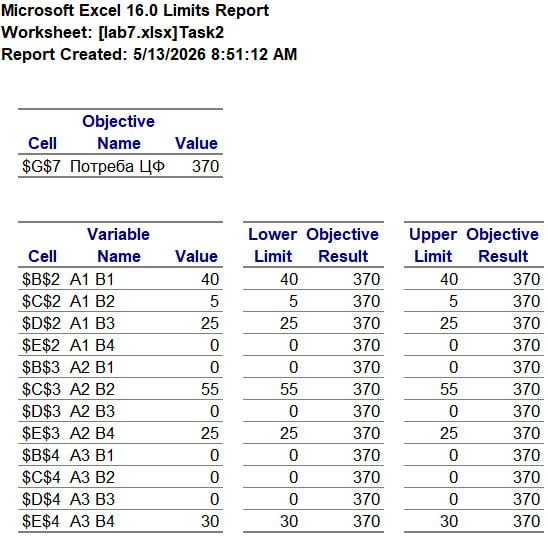 Microsoft Excel 16.0 Limits Report
Worksheet: [lab7.xlsx]Task2
Report Created: 5/13/2026 8:51:12 AM
Objective
Cell Name Value
$G$7 Потреба ЦФ 370
Variable
Cell Name Value
Lower Objective
Limit Result
Upper Objective
Limit Result
$B$2 A1 B1 40 40 370 40 370
$C$2 A1 B2 5 5 370 5 370
$D$2 A1 B3 25 25 370 25 370
$E$2 A1 B4 0 0 370 0 370
$B$3 A2 B1 0 0 370 0 370
$C$3 A2 B2 55 55 370 55 370
$D$3 A2 B3 0 0 370 0 370
$E$3 A2 B4 25 25 370 25 370
$B$4 A3 B1 0 0 370 0 370
$C$4 A3 B2 0 0 370 0 370
$D$4 A3 B3 0 0 370 0 370
$E$4 A3 B4 30 30 370 30 370